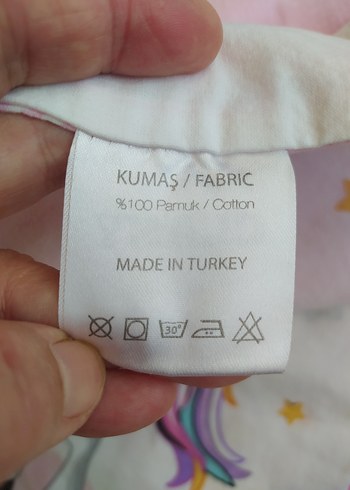 KUMAŞ / FABRIC
%100 Pamuk / Cotton
MADE IN TURKEY
30°